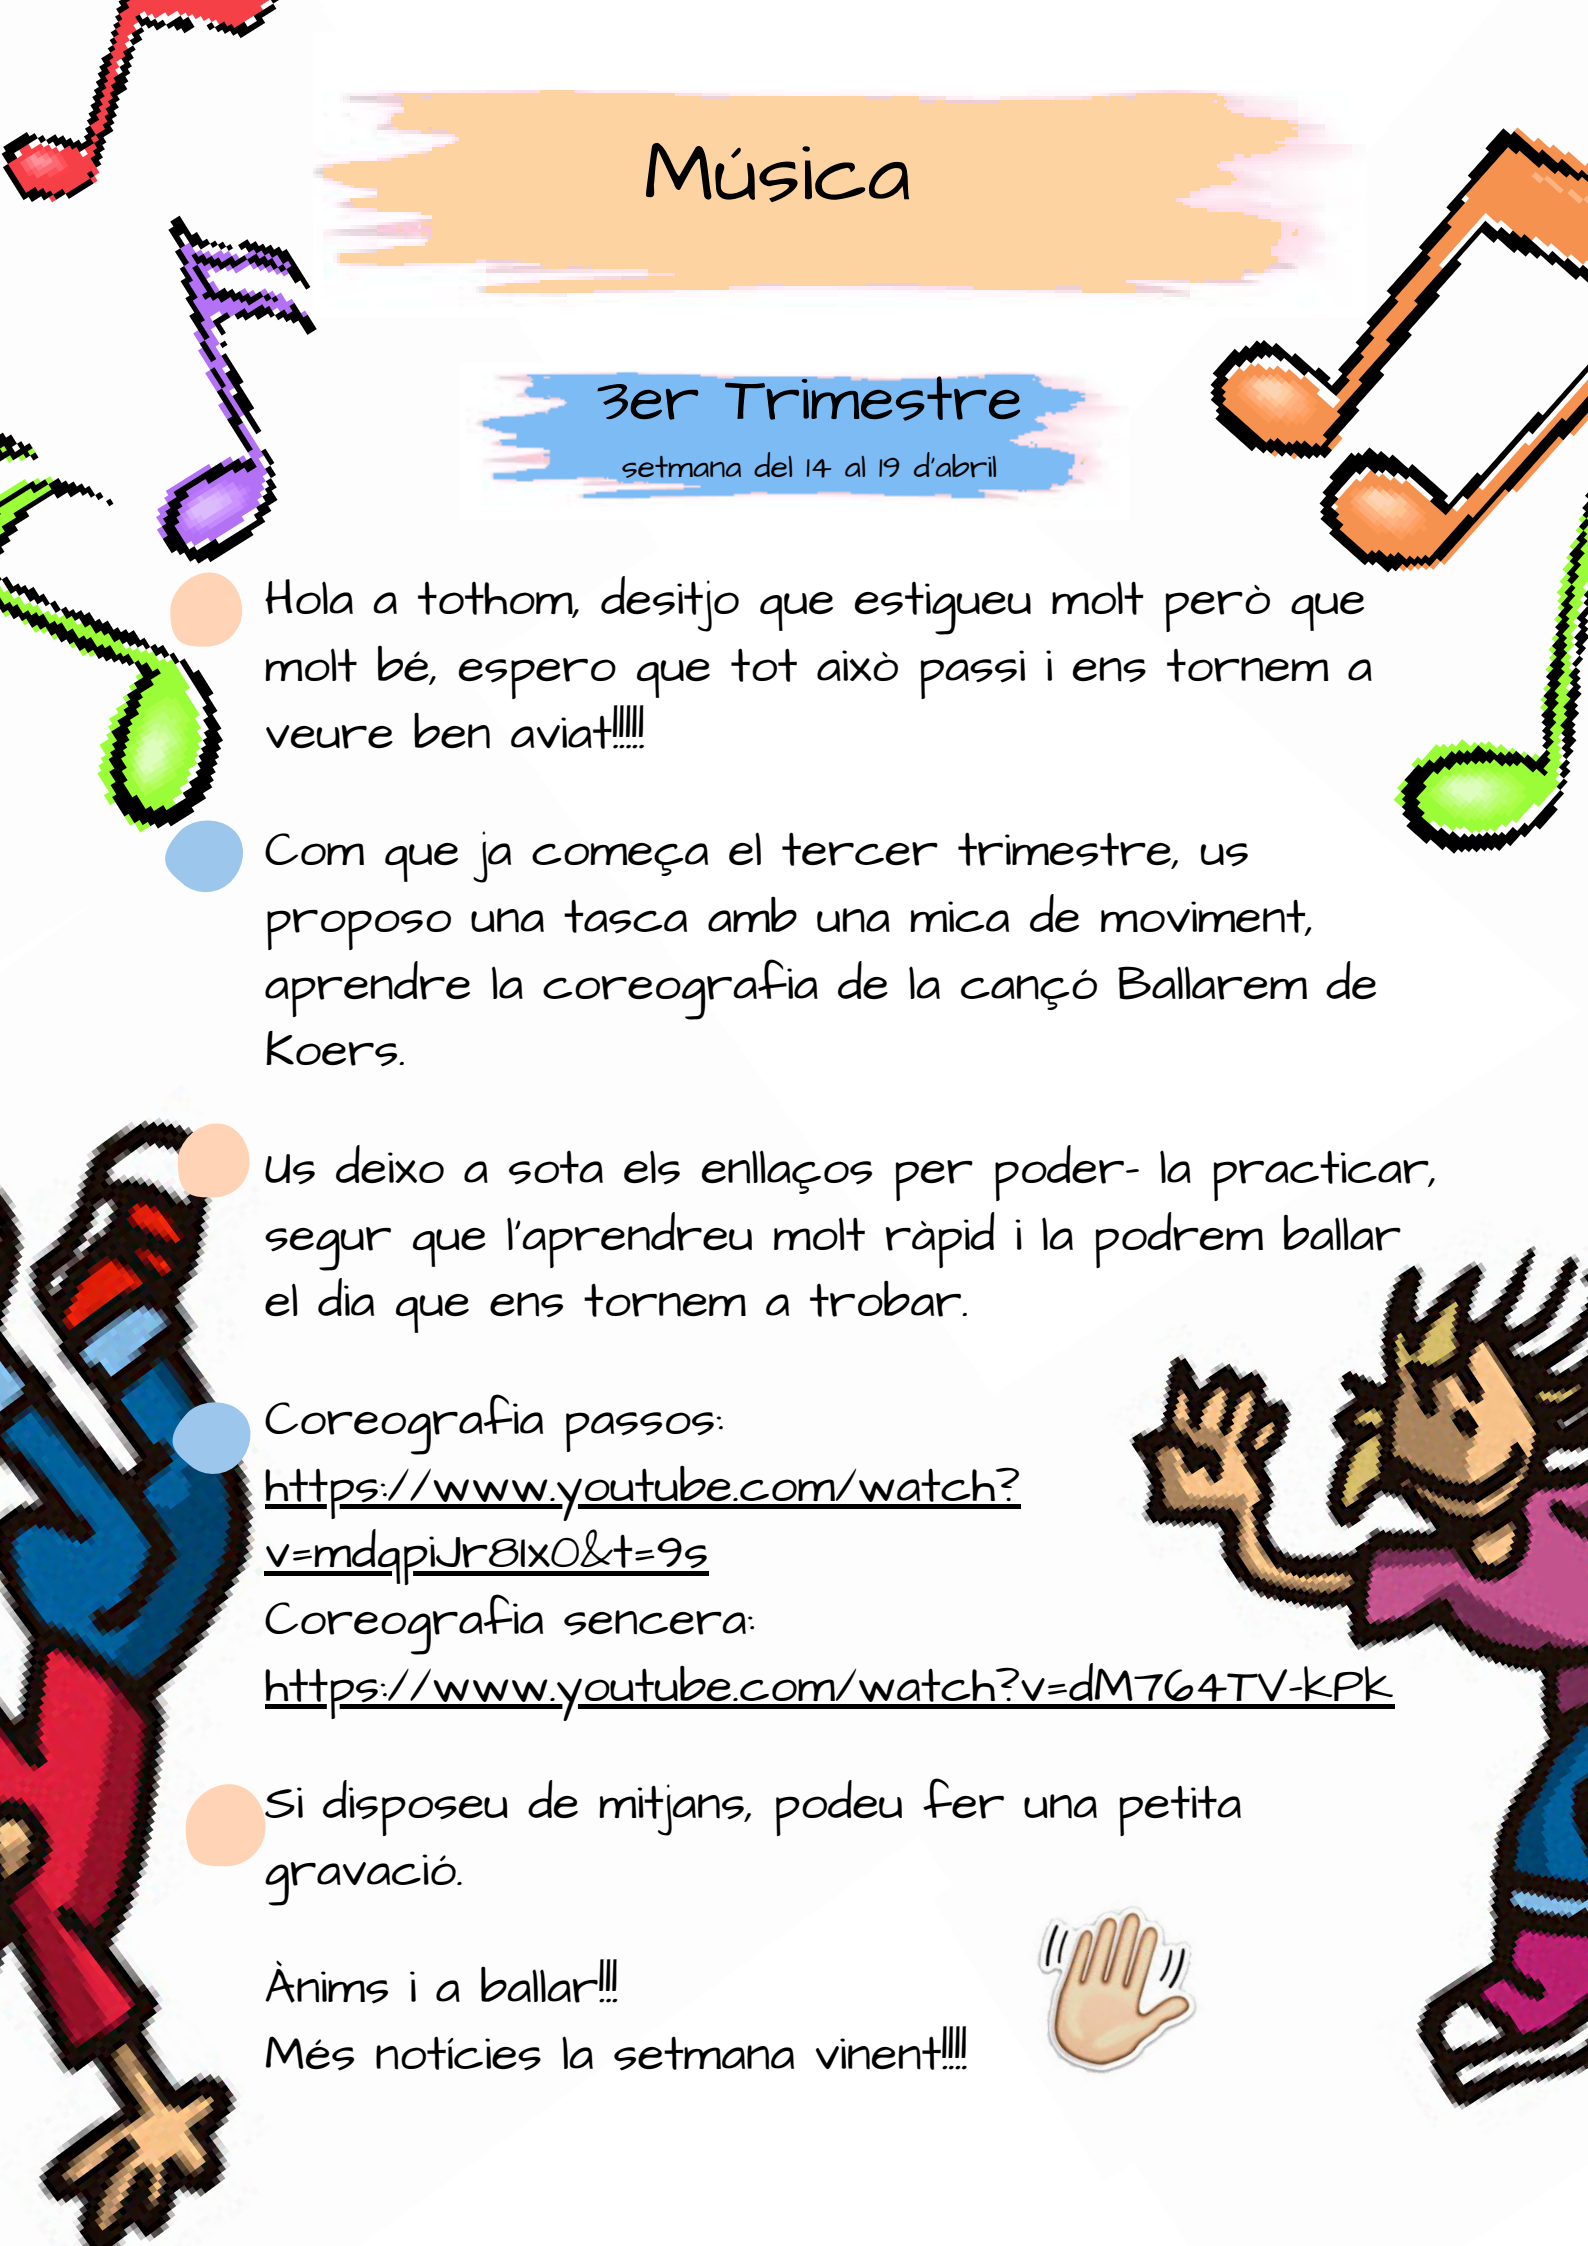 Música
3er Trimestre
setmana del 14 al 19 d'abril
Hola a tothom, desitjo que estigueu molt però que
molt bé, espero que tot això passi i ens tornem a
veure ben aviat!!!!!
Com que ja comença el tercer trimestre, us
proposo una tasca amb una mica de moviment,
aprendre la coreografia de la cançó Ballarem de
Koers.
Us deixo a sota els enllaços per poder- la practicar,
segur que l'aprendreu molt ràpid i la podrem ballar
el dia que ens tornem a trobar.
Coreografia passos:
https://www.youtube.com/watch?
v=mdqpiJr8Ix0&t=9s
Coreografia sencera:
https://www.youtube.com/watch?v=dM764TV-kPk
Si disposeu de mitjans, podeu fer una petita
gravació.
Ànims i a ballar!!!
Més notícies la setmana vinent!!!!